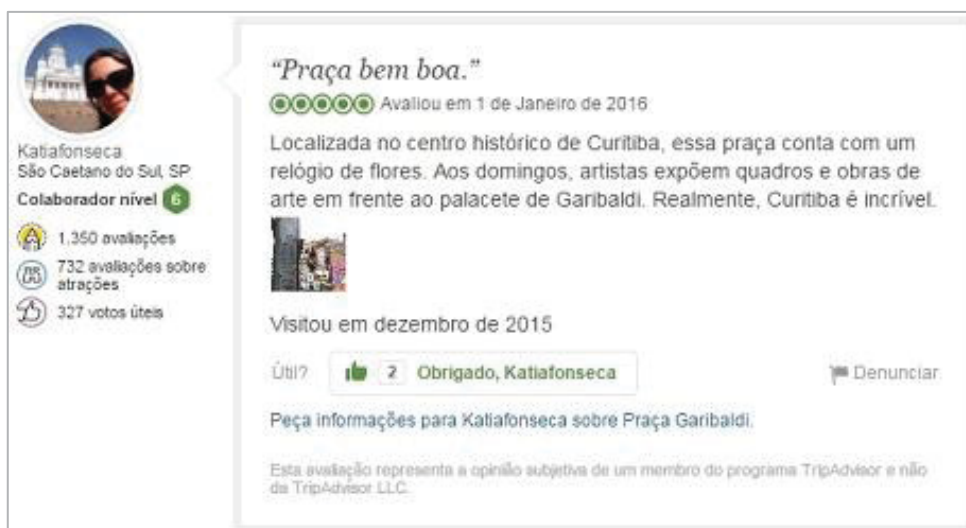 Katiafonseca
São Caetano do Sul, SP
Colaborador nível 6
1.350 avaliações
732 avaliações sobre
atrações
327 votos úteis
“Praça bem boa.”
Avaliou em 1 de Janeiro de 2016
Localizada no centro histórico de Curitiba, essa praça conta com um
relógio de flores. Aos domingos, artistas expõem quadros e obras de
arte em frente ao palacete de Garibaldi. Realmente, Curitiba é incrível.
Visitou em dezembro de 2015
Útil? 2 Obrigado, Katiafonseca Denunciar
Peça informações para Katiafonseca sobre Praça Garibaldi.
Esta avaliação representa a opinião subjetiva de um membro do programa TripAdvisor e não
da TripAdvisor LLC.